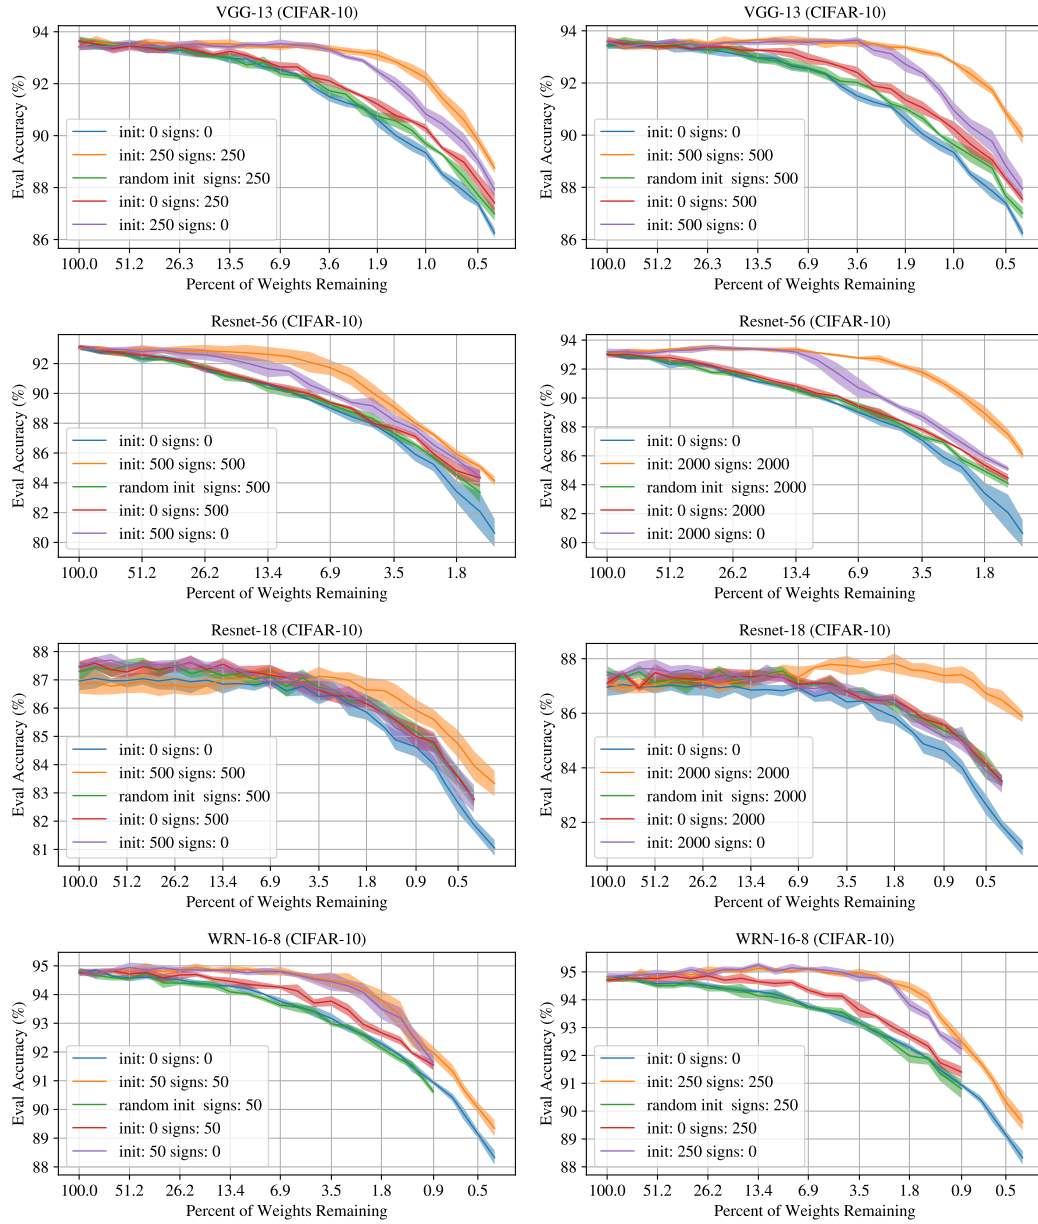 VGG-13 (CIFAR-10)
Eval Accuracy (%)
94
92
90
88
86
init: 0 signs: 0
init: 250 signs: 250
random init  signs: 250
init: 0 signs: 250
init: 250 signs: 0
100.0 51.2 26.3 13.5 6.9 3.6 1.9 1.0 0.5
Percent of Weights Remaining
VGG-13 (CIFAR-10)
Eval Accuracy (%)
94
92
90
88
86
init: 0 signs: 0
init: 500 signs: 500
random init  signs: 500
init: 0 signs: 500
init: 500 signs: 0
100.0 51.2 26.3 13.5 6.9 3.6 1.9 1.0 0.5
Percent of Weights Remaining
Resnet-56 (CIFAR-10)
Eval Accuracy (%)
92
90
88
86
84
82
80
init: 0 signs: 0
init: 500 signs: 500
random init  signs: 500
init: 0 signs: 500
init: 500 signs: 0
100.0 51.2 26.2 13.4 6.9 3.5 1.8
Percent of Weights Remaining
Resnet-56 (CIFAR-10)
Eval Accuracy (%)
94
92
90
88
86
84
82
80
init: 0 signs: 0
init: 2000 signs: 2000
random init  signs: 2000
init: 0 signs: 2000
init: 2000 signs: 0
100.0 51.2 26.2 13.4 6.9 3.5 1.8
Percent of Weights Remaining
Resnet-18 (CIFAR-10)
Eval Accuracy (%)
88
87
86
85
84
83
82
81
init: 0 signs: 0
init: 500 signs: 500
random init  signs: 500
init: 0 signs: 500
init: 500 signs: 0
100.0 51.2 26.2 13.4 6.9 3.5 1.8 0.9 0.5
Percent of Weights Remaining
Resnet-18 (CIFAR-10)
Eval Accuracy (%)
88
86
84
82
init: 0 signs: 0
init: 2000 signs: 2000
random init  signs: 2000
init: 0 signs: 2000
init: 2000 signs: 0
100.0 51.2 26.2 13.4 6.9 3.5 1.8 0.9 0.5
Percent of Weights Remaining
WRN-16-8 (CIFAR-10)
Eval Accuracy (%)
95
94
93
92
91
90
89
88
init: 0 signs: 0
init: 50 signs: 50
random init  signs: 50
init: 0 signs: 50
init: 50 signs: 0
100.0 51.2 26.2 13.4 6.9 3.5 1.8 0.9 0.5
Percent of Weights Remaining
WRN-16-8 (CIFAR-10)
Eval Accuracy (%)
95
94
93
92
91
90
89
88
init: 0 signs: 0
init: 250 signs: 250
random init  signs: 250
init: 0 signs: 250
init: 250 signs: 0
100.0 51.2 26.2 13.4 6.9 3.5 1.8 0.9 0.5
Percent of Weights Remaining